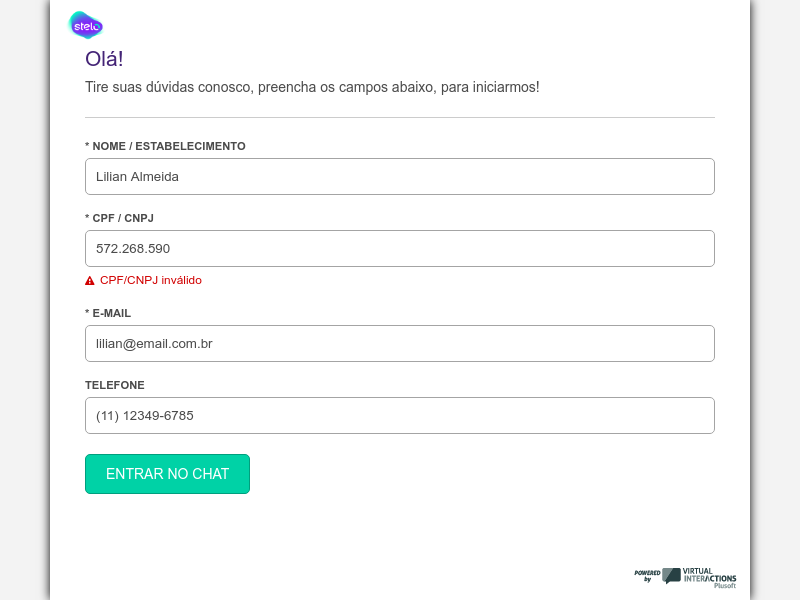 stelo
Olá!
Tire suas dúvidas conosco, preencha os campos abaixo, para iniciarmos!
* NOME / ESTABELECIMENTO
Lilian Almeida
* CPF / CNPJ
572.268.590
CPF/CNPJ inválido
* E-MAIL
lilian@email.com.br
TELEFONE
(11) 12349-6785
ENTRAR NO CHAT
POWERED by
VIRTUAL INTERACTIONS
Plusoft